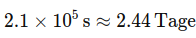 2.1 × 10⁵ s ≈ 2.44 Tage